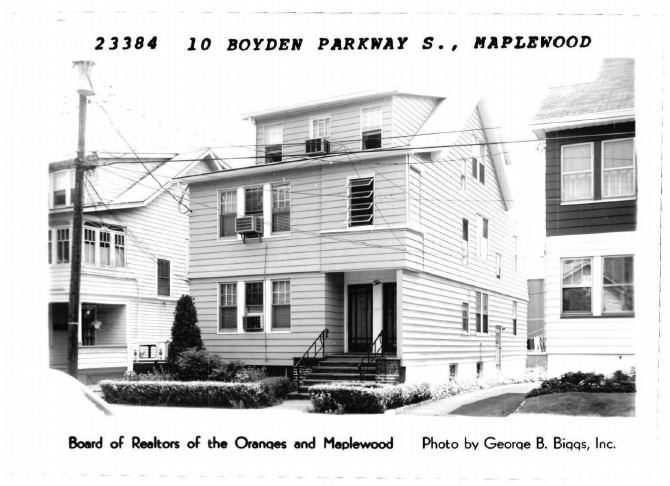 23384 10 BOYDEN PARKWAY S., MAPLEWOOD
Board of Realtors of the Oranges and Maplewood Photo by George B. Biggs, Inc.